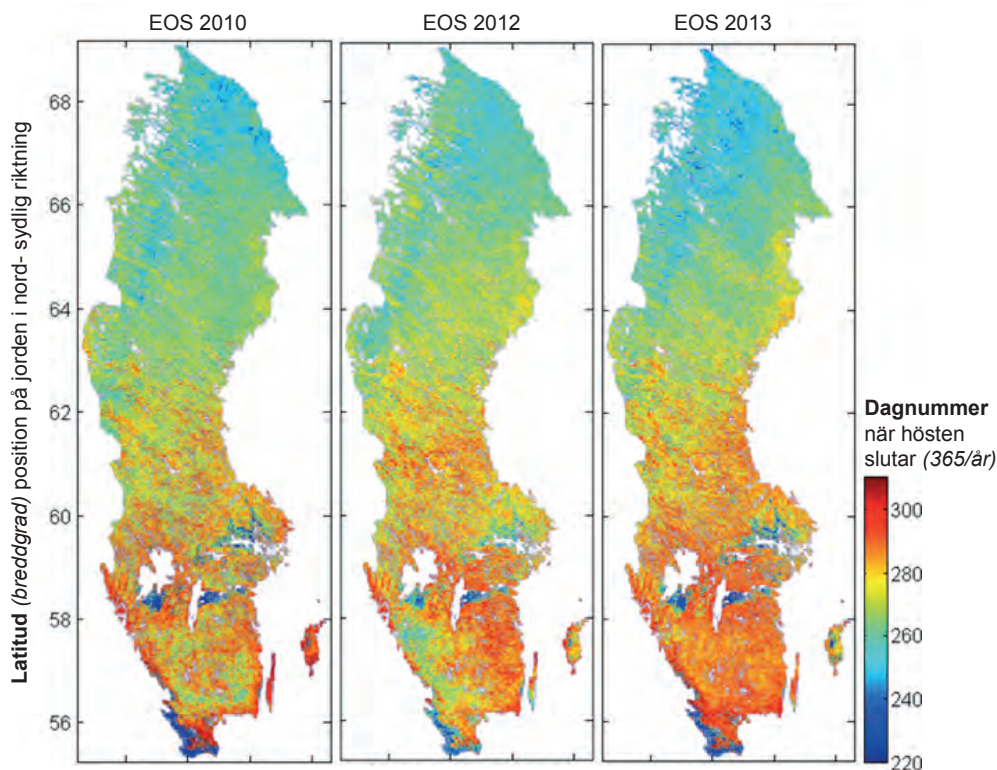 EOS 2010
EOS 2012
EOS 2013
Latitud (breddgrad) position på jorden i nord- sydlig riktning
68
66
64
62
60
58
56
Dagnummer
när hösten
slutar (365/år)
300
280
260
240
220